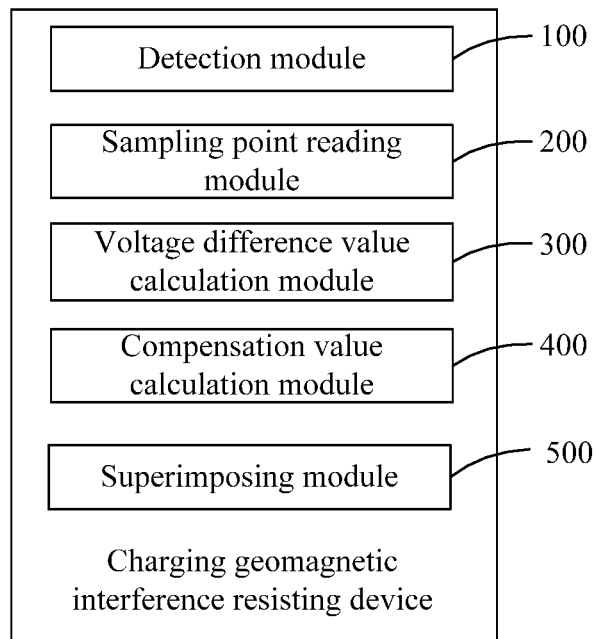 Detection module
100
Sampling point reading
module
200
Voltage difference value
calculation module
300
Compensation value
calculation module
400
Superimposing module
500
Charging geomagnetic
interference resisting device